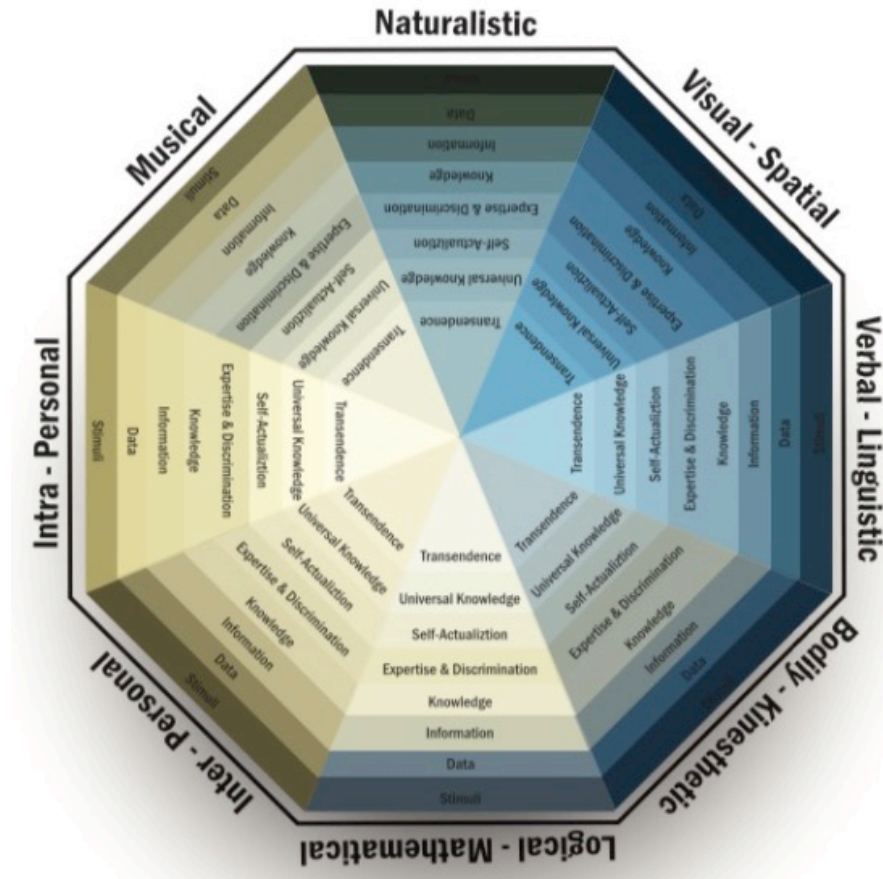 Naturalistic
Data
Information
Knowledge
Expertise & Discrimination
Self-Actualiztion
Universal Knowledge
Transendence
Visual - Spatial
Data
Information
Knowledge
Expertise & Discrimination
Self-Actualiztion
Universal Knowledge
Transendence
Verbal - Linguistic
Stimuli
Data
Information
Knowledge
Expertise & Discrimination
Self-Actualiztion
Universal Knowledge
Transendence
Bodily - Kinesthetic
Data
Information
Knowledge
Expertise & Discrimination
Self-Actualiztion
Universal Knowledge
Transendence
Logical - Mathematical
Stimuli
Data
Information
Knowledge
Expertise & Discrimination
Self-Actualiztion
Universal Knowledge
Transendence
Inter - Personal
Stimuli
Data
Information
Knowledge
Expertise & Discrimination
Self-Actualiztion
Universal Knowledge
Transendence
Intra - Personal
Stimuli
Data
Information
Knowledge
Expertise & Discrimination
Self-Actualiztion
Universal Knowledge
Transendence
Musical
Stimuli
Data
Information
Knowledge
Expertise & Discrimination
Self-Actualiztion
Universal Knowledge
Transendence